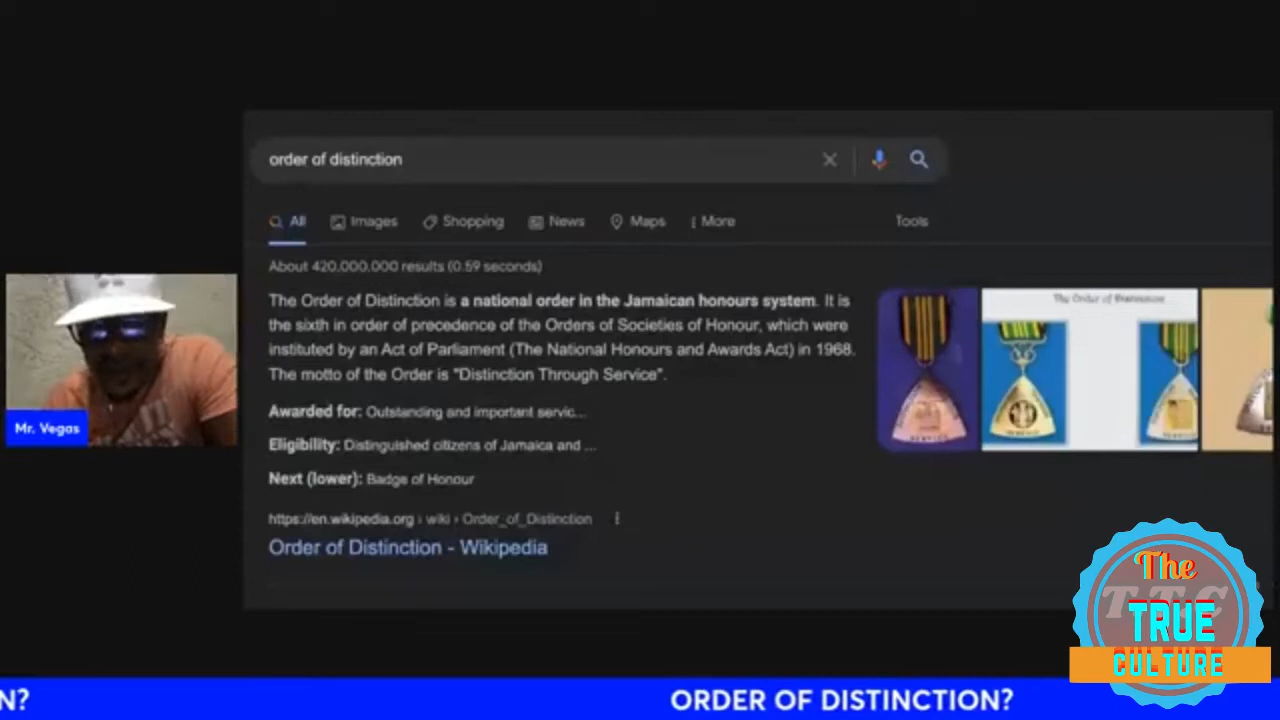 order of distinction
All
Images
Shopping
News
Maps
More
Tools
About 420,000,000 results (0.59 seconds)
The Order of Distinction is a national order in the Jamaican honours system. It is
the sixth in order of precedence of the Orders of Societies of Honour, which were
instituted by an Act of Parliament (The National Honours and Awards Act) in 1968.
The motto of the Order is "Distinction Through Service".
The Order of Distinction
SERVICE
SERVICE
Awarded for: Outstanding and important servic...
Eligibility: Distinguished citizens of Jamaica and ...
Next (lower): Badge of Honour
https://en.wikipedia.org › wiki › Order_of_Distinction
Order of Distinction - Wikipedia
Mr. Vegas
The
T.T.C
TRUE
CULTURE
N?
ORDER OF DISTINCTION?